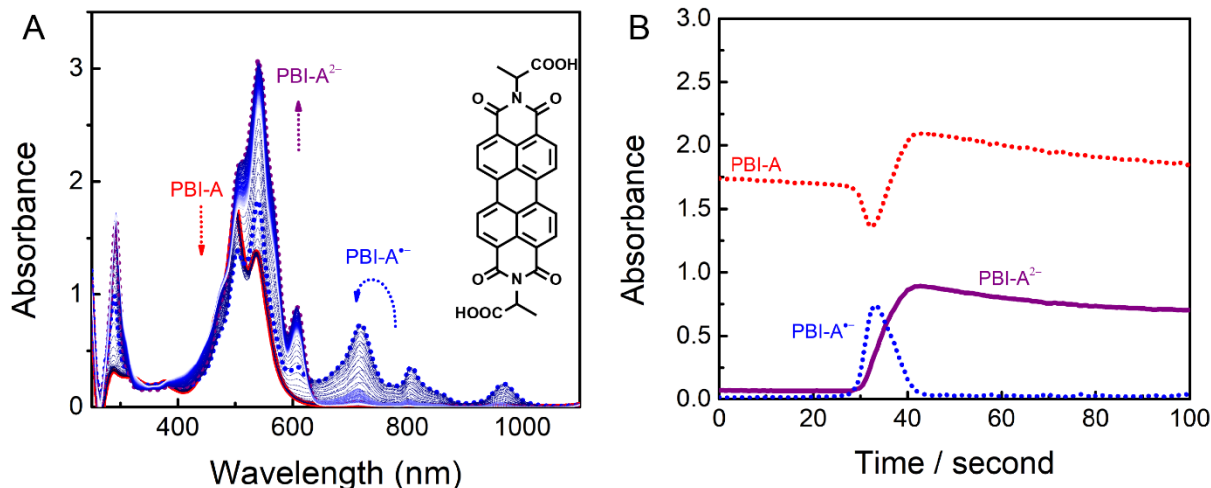 A
Absorbance
3
2
1
0
400
600
800
1000
Wavelength (nm)
PBI-A²⁻
PBI-A
PBI-A•⁻
COOH
O
N
O
O
N
O
HOOC
B
Absorbance
3.0
2.5
2.0
1.5
1.0
0.5
0.0
0
20
40
60
80
100
Time / second
PBI-A
PBI-A²⁻
PBI-A•⁻